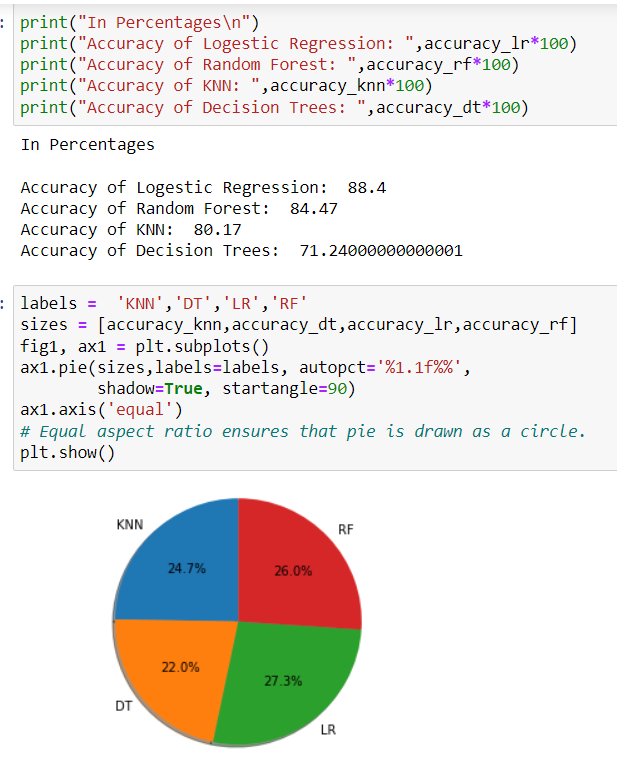 : print("In Percentages\n")
print("Accuracy of Logestic Regression: ",accuracy_lr*100)
print("Accuracy of Random Forest: ",accuracy_rf*100)
print("Accuracy of KNN: ",accuracy_knn*100)
print("Accuracy of Decision Trees: ",accuracy_dt*100)
In Percentages
Accuracy of Logestic Regression:  88.4
Accuracy of Random Forest:  84.47
Accuracy of KNN:  80.17
Accuracy of Decision Trees:  71.24000000000001
: labels =  'KNN','DT','LR','RF'
sizes = [accuracy_knn,accuracy_dt,accuracy_lr,accuracy_rf]
fig1, ax1 = plt.subplots()
ax1.pie(sizes,labels=labels, autopct='%1.1f%%',
        shadow=True, startangle=90)
ax1.axis('equal')
# Equal aspect ratio ensures that pie is drawn as a circle.
plt.show()
KNN
RF
24.7%
26.0%
22.0%
27.3%
DT
LR